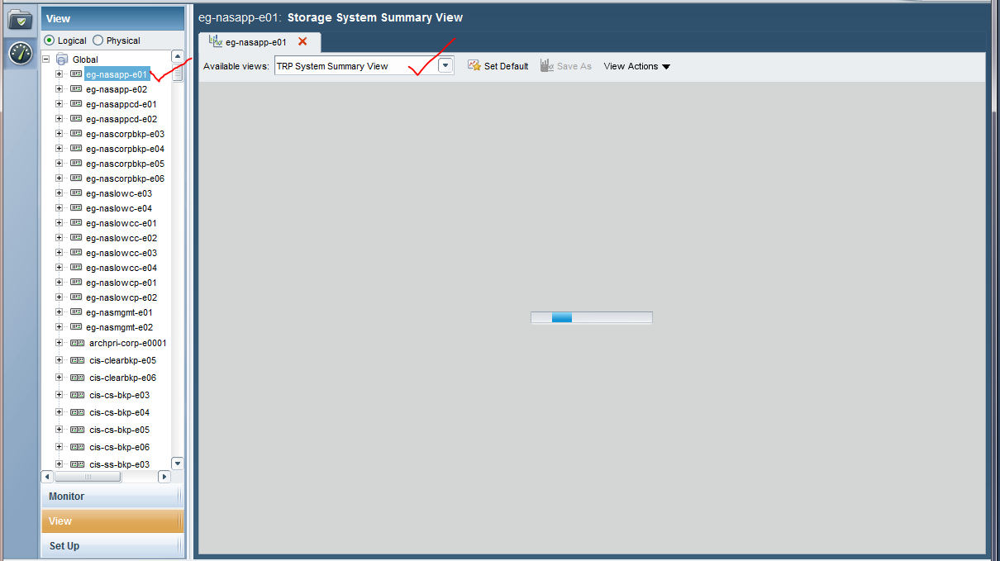 View
Logical Physical
Global
eg-nasapp-e01
eg-nasapp-e02
eg-nasappcd-e01
eg-nasappcd-e02
eg-nascorpbkp-e03
eg-nascorpbkp-e04
eg-nascorpbkp-e05
eg-nascorpbkp-e06
eg-naslowc-e03
eg-naslowc-e04
eg-naslowcc-e01
eg-naslowcc-e02
eg-naslowcc-e03
eg-naslowcc-e04
eg-naslowcp-e01
eg-naslowcp-e02
eg-nasmgmt-e01
eg-nasmgmt-e02
archpri-corp-e0001
cis-clearbkp-e05
cis-clearbkp-e06
cis-cs-bkp-e03
cis-cs-bkp-e04
cis-cs-bkp-e05
cis-cs-bkp-e06
cis-ss-bkp-e03
Monitor
View
Set Up
eg-nasapp-e01: Storage System Summary View
eg-nasapp-e01
Available views: TRP System Summary View Set Default Save As View Actions